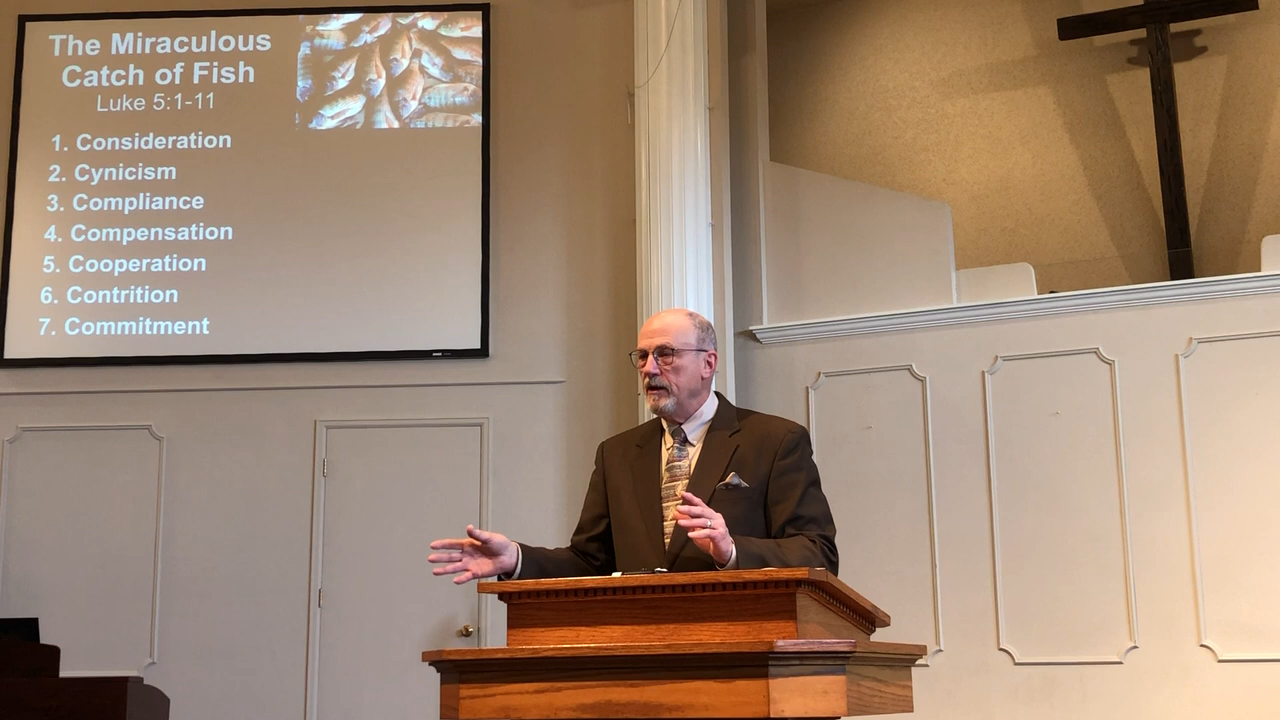 The Miraculous
Catch of Fish
Luke 5:1-11
1. Consideration
2. Cynicism
3. Compliance
4. Compensation
5. Cooperation
6. Contrition
7. Commitment